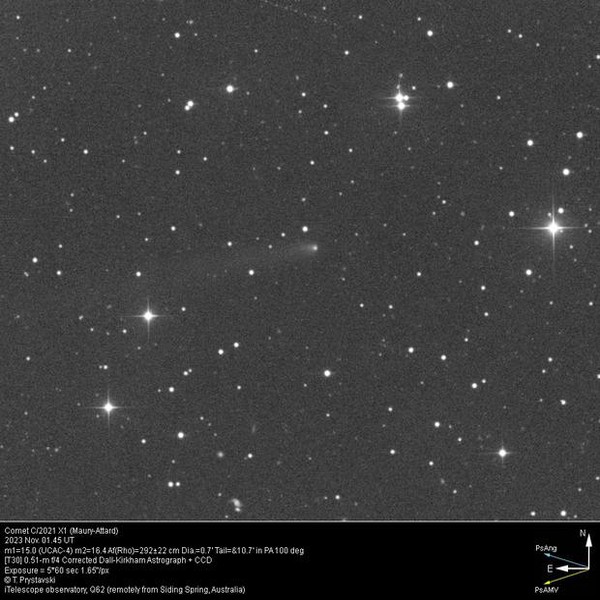 Comet C/2021 X1 (Maury-Attard)
2023 Nov. 01.45 UT
m1=15.0 (UCAC-4) m2=16.4 Af(Rho)=292±22 cm Dia.=0.7' Tail=&10.7' in PA 100 deg
[T30] 0.51-m f/4 Corrected Dall-Kirkham Astrograph + CCD
Exposure = 5*60 sec 1.65"/px
© T. Prystavski
iTelescope observatory, Q62 (remotely from Siding Spring, Australia)
N
PsAng
E
PsAMV